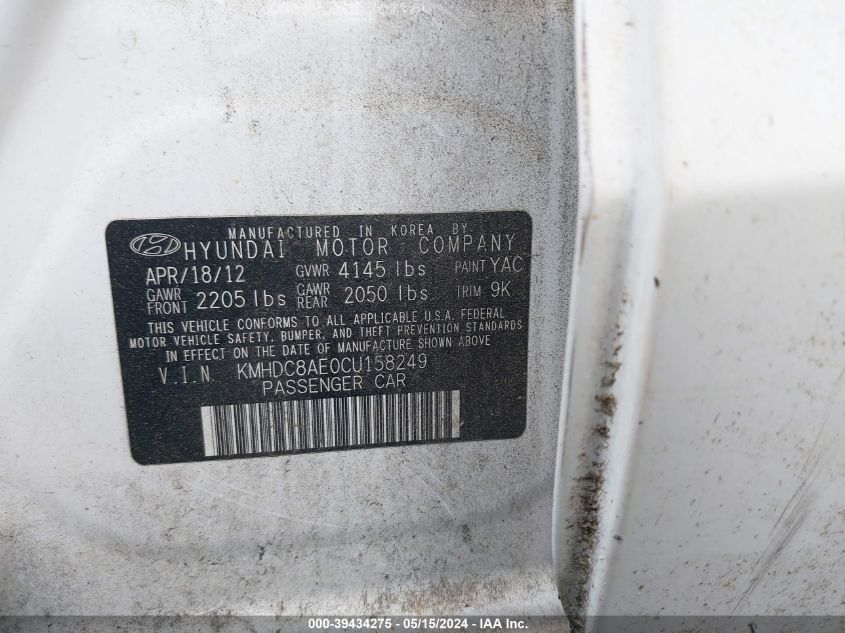 MANUFACTURED IN KOREA BY
HYUNDAI MOTOR COMPANY
APR/18/12 GVWR 4145 lbs PAINT YAC
GAWR FRONT 2205 lbs GAWR REAR 2050 lbs TRIM 9K
THIS VEHICLE CONFORMS TO ALL APPLICABLE U.S.A. FEDERAL
MOTOR VEHICLE SAFETY, BUMPER, AND THEFT PREVENTION STANDARDS
IN EFFECT ON THE DATE OF MANUFACTURE SHOWN ABOVE
V.I.N KMHDC8AE0CU158249
PASSENGER CAR
000-39434275 - 05/15/2024 - IAA Inc.